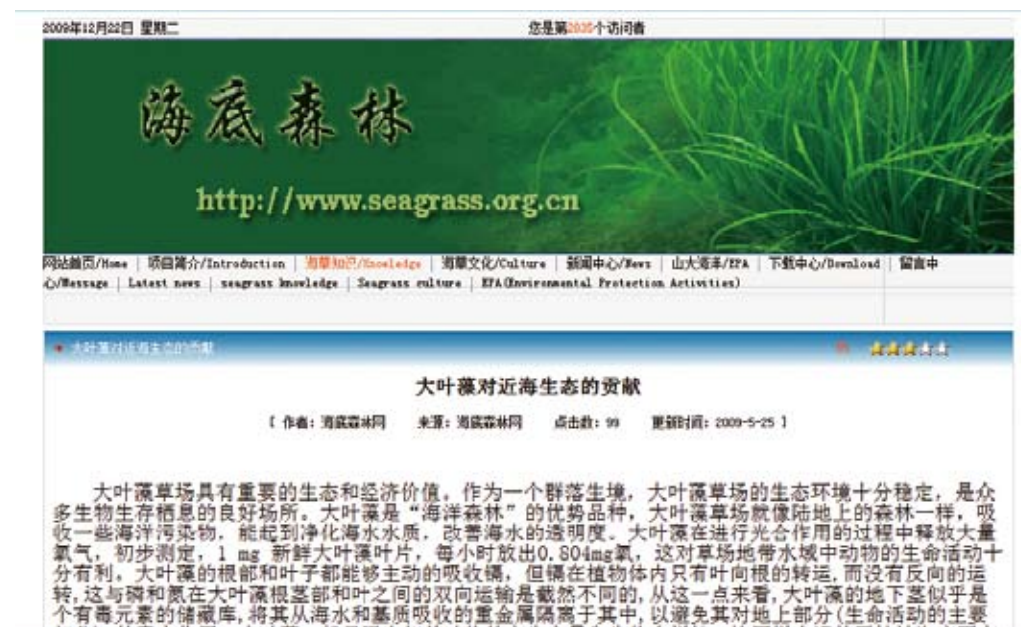 2009年12月22日 星期二 您是第2035个访问者
海底森林
http://www.seagrass.org.cn
网站首页/Home | 项目简介/Introduction | 海草知识/Knowledge | 海草文化/Culture | 新闻中心/News | 山大海洋/EPA | 下载中心/Download | 留言中
心/Message | Latest news | seagrass knowledge | Seagrass culture | EPA(Environmental Protection Activities)
大叶藻对近海生态的贡献
大叶藻对近海生态的贡献
[ 作者：海底森林网 来源：海底森林网 点击数：99 更新时间：2009-5-25 ]
大叶藻草场具有重要的生态和经济价值。作为一个群落生境，大叶藻草场的生态环境十分稳定，是众
多生物生存栖息的良好场所。大叶藻是“海洋森林”的优势品种，大叶藻草场就像陆地上的森林一样，吸
收一些海洋污染物，能起到净化海水水质，改善海水的透明度。大叶藻在进行光合作用的过程中释放大量
氧气，初步测定，1 mg 新鲜大叶藻叶片，每小时放出0.804mg氧，这对草场地带水域中动物的生命活动十
分有利。大叶藻的根部和叶子都能够主动的吸收镉，但镉在植物体内只有叶向根的转运,而没有反向的运
转,这与磷和氮在大叶藻根茎部和叶之间的双向运输是截然不同的,从这一点来看,大叶藻的地下茎似乎是
个有毒元素的储藏库,将其从海水和基质吸收的重金属隔离于其中,以避免其对地上部分(生命活动的主要